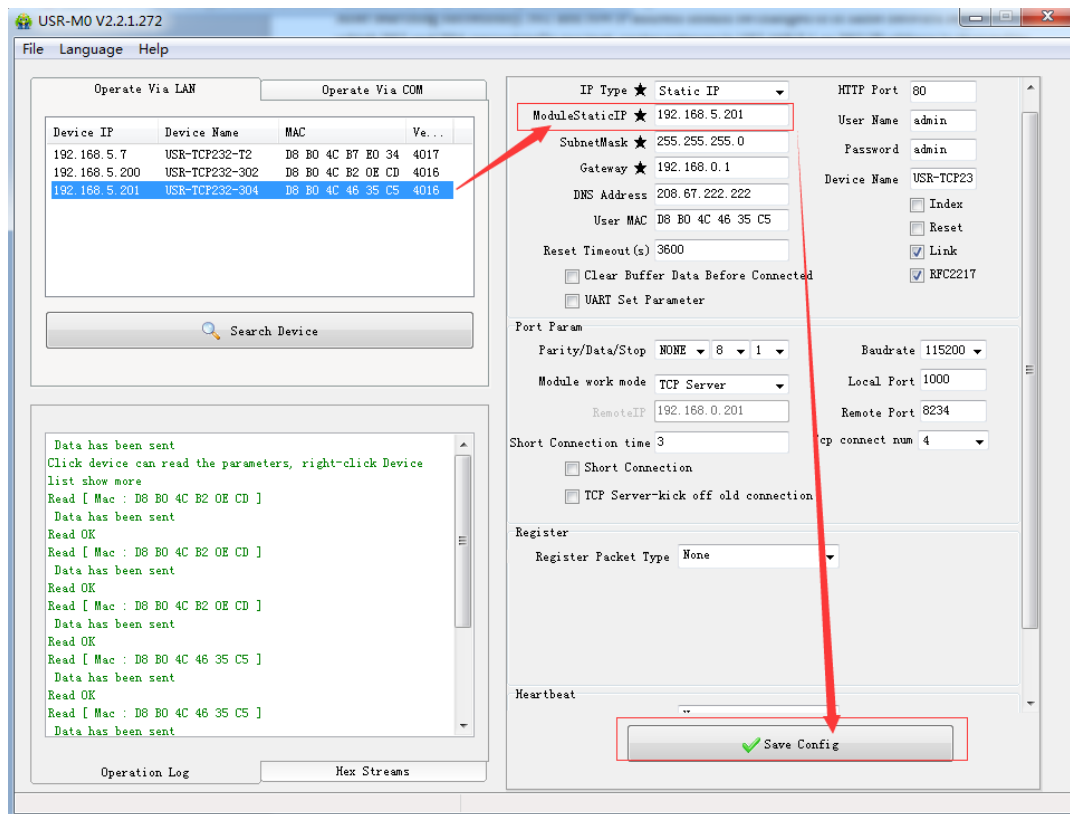 USR-M0 V2.2.1.272
File Language Help
Operate Via LAN
Operate Via COM
Device IP Device Name MAC Ve...
192.168.5.7 USR-TCP232-T2 D8 B0 4C B7 E0 34 4017
192.168.5.200 USR-TCP232-302 D8 B0 4C B2 0E CD 4016
192.168.5.201 USR-TCP232-304 D8 B0 4C 46 35 C5 4016
Search Device
Data has been sent
Click device can read the parameters, right-click Device
list show more
Read [ Mac : D8 B0 4C B2 0E CD ]
Data has been sent
Read OK
Read [ Mac : D8 B0 4C B2 0E CD ]
Data has been sent
Read OK
Read [ Mac : D8 B0 4C B2 0E CD ]
Data has been sent
Read OK
Read [ Mac : D8 B0 4C 46 35 C5 ]
Data has been sent
Read OK
Read [ Mac : D8 B0 4C 46 35 C5 ]
Data has been sent
Operation Log
Hex Streams
IP Type ★ Static IP
ModuleStaticIP ★ 192.168.5.201
SubnetMask ★ 255.255.255.0
Gateway ★ 192.168.0.1
DNS Address 208.67.222.222
User MAC D8 B0 4C 46 35 C5
Reset Timeout(s) 3600
Clear Buffer Data Before Connected
UART Set Parameter
HTTP Port 80
User Name admin
Password admin
Device Name USR-TCP23
Index
Reset
Link
RFC2217
Port Param
Parity/Data/Stop NONE 8 1
Baudrate 115200
Module work mode TCP Server
Local Port 1000
RemoteIP 192.168.0.201
Remote Port 8234
Short Connection time 3
connect num 4
Short Connection
TCP Server-kick off old connection
Register
Register Packet Type None
Heartbeat
Save Config